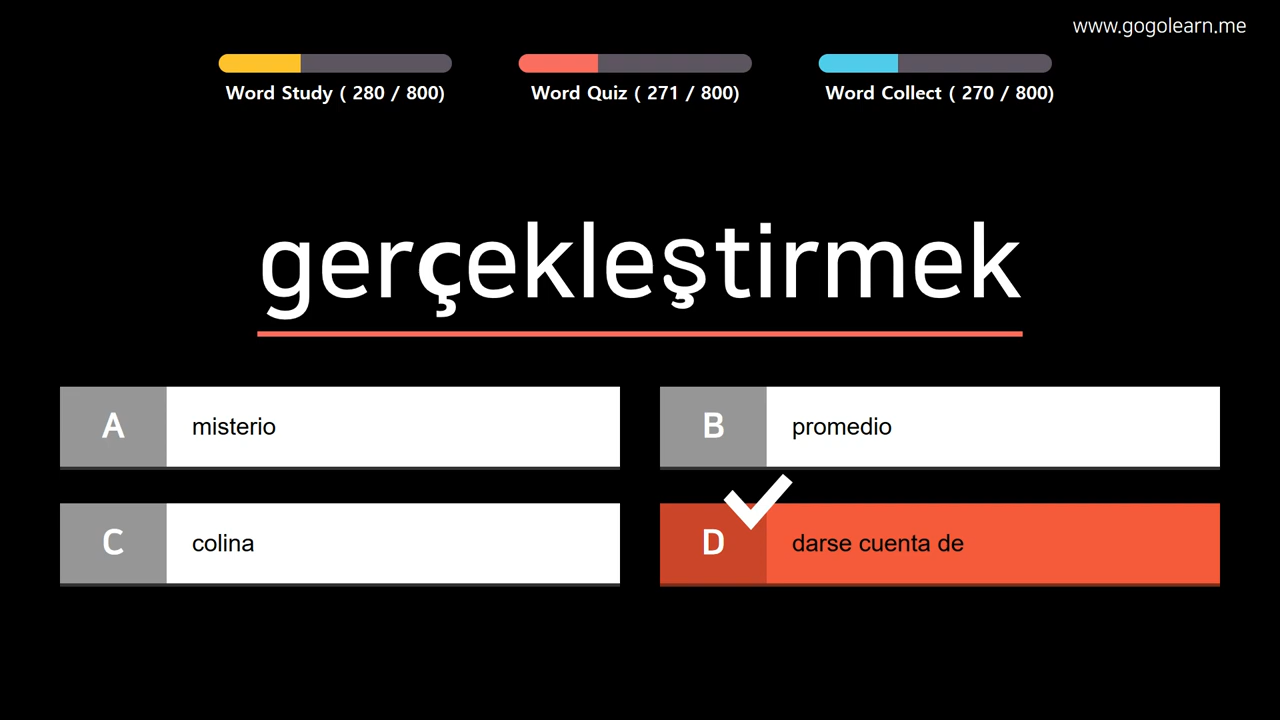 www.gogolearn.me
Word Study ( 280 / 800)
Word Quiz ( 271 / 800)
Word Collect ( 270 / 800)
gerçekleştirmek
A misterio
B promedio
C colina
D darse cuenta de